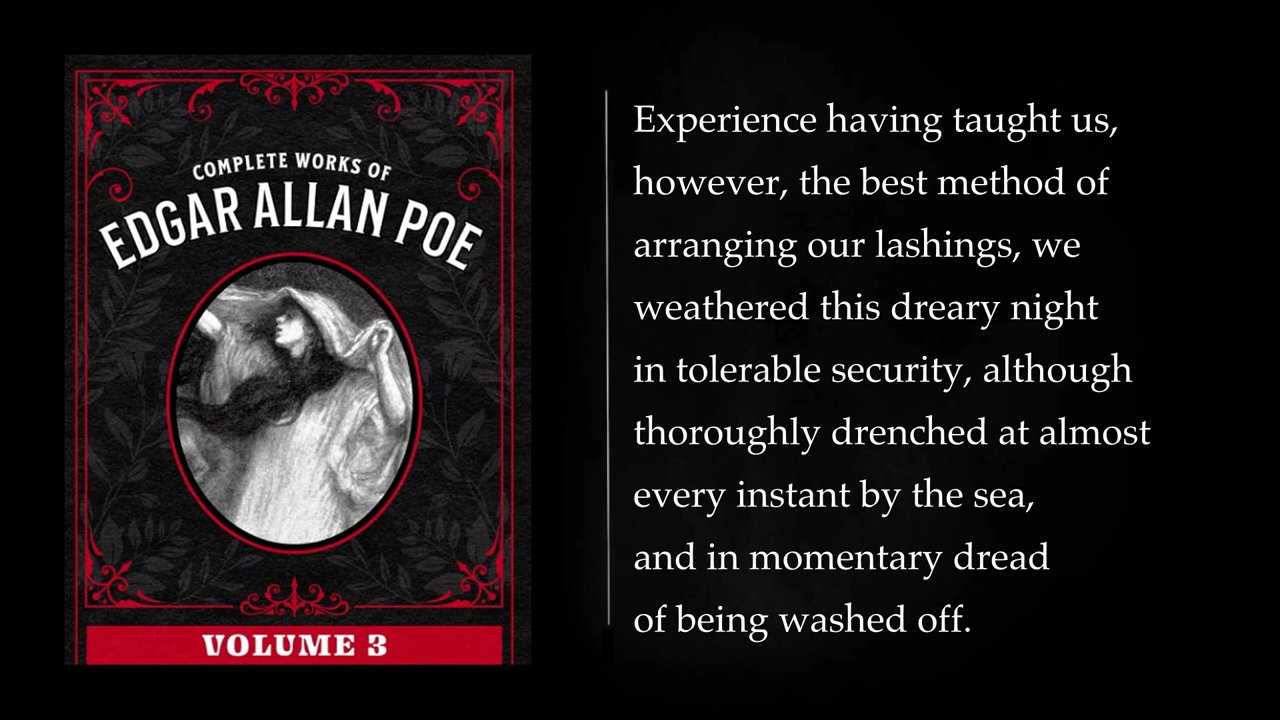 COMPLETE WORKS OF
EDGAR ALLAN POE
VOLUME 3
Experience having taught us,
however, the best method of
arranging our lashings, we
weathered this dreary night
in tolerable security, although
thoroughly drenched at almost
every instant by the sea,
and in momentary dread
of being washed off.